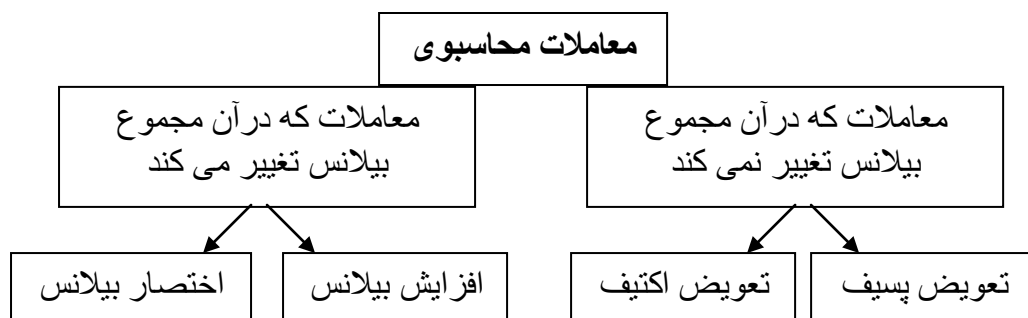 معاملات محاسبوی
معاملات که درآن مجموع
بیلانس تغییر نمی کند
معاملات که درآن مجموع
بیلانس تغییر می کند
تعویض پسیف
تعویض اکتیف
افزایش بیلانس
اختصار بیلانس